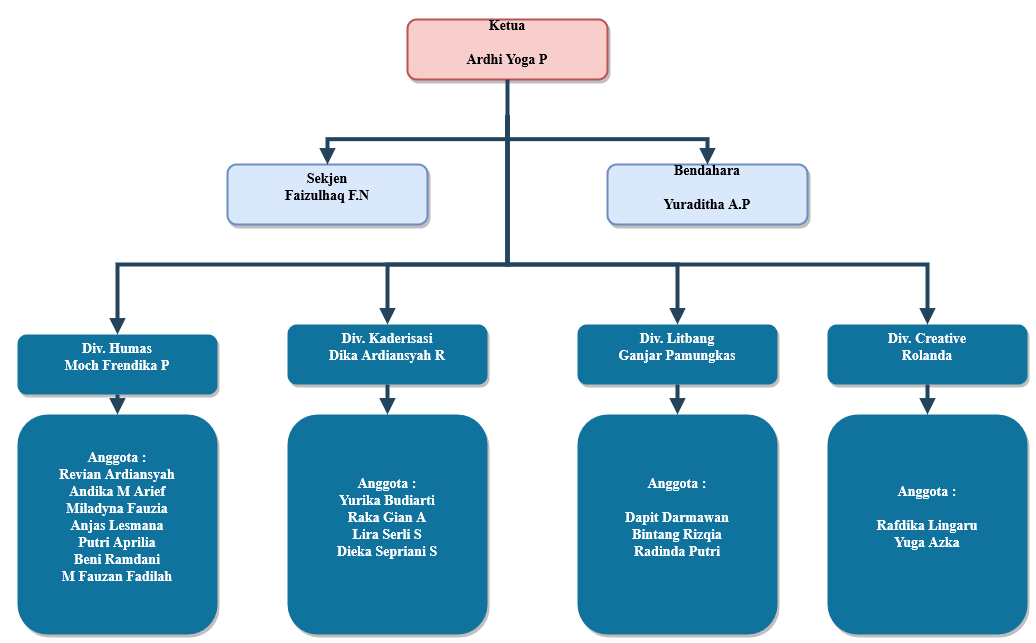 Ketua
Ardhi Yoga P
Sekjen
Faizulhaq F.N
Bendahara
Yuraditha A.P
Div. Humas
Moch Frendika P
Div. Kaderisasi
Dika Ardiansyah R
Div. Litbang
Ganjar Pamungkas
Div. Creative
Rolanda
Anggota :
Revian Ardiansyah
Andika M Arief
Miladyna Fauzia
Anjas Lesmana
Putri Aprilia
Beni Ramdani
M Fauzan Fadilah
Anggota :
Yurika Budiarti
Raka Gian A
Lira Serli S
Dieka Sepriani S
Anggota :
Dapit Darmawan
Bintang Rizqia
Radinda Putri
Anggota :
Rafdika Lingaru
Yuga Azka